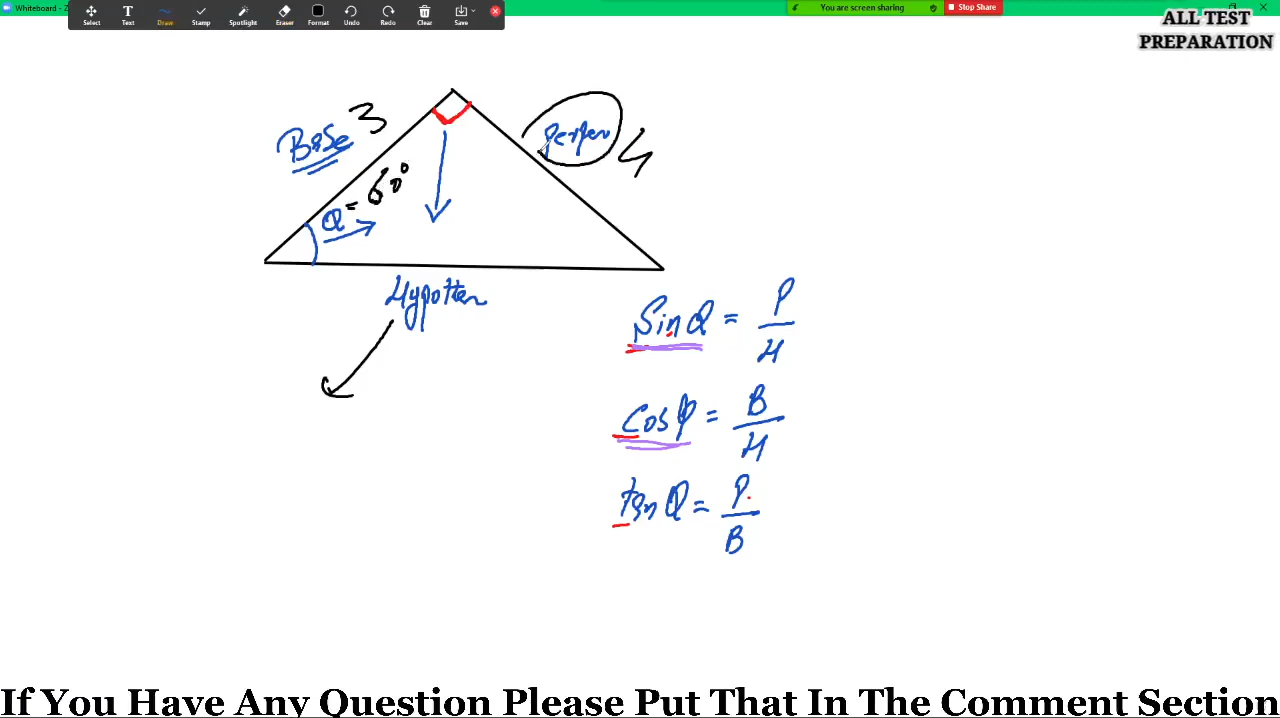 Whiteboard - Z
Select Text Draw Stamp Spotlight Eraser Format Undo Redo Clear Save
You are screen sharing Stop Share
ALL TEST
PREPARATION
Base 3
perpen 4
Q = 60°
Hypoten
Sin Q = P/H
Cos φ = B/H
tan Q = P/B
If You Have Any Question Please Put That In The Comment Section